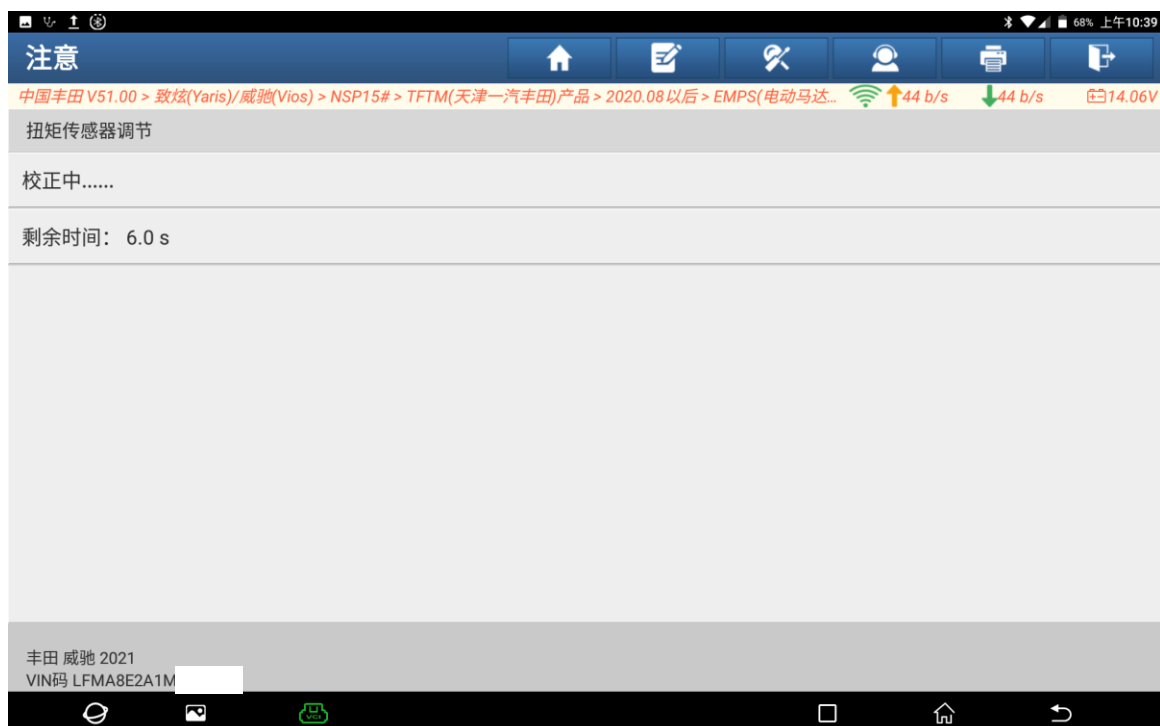 68% 上午10:39
注意
中国丰田 V51.00 > 致炫(Yaris)/威驰(Vios) > NSP15# > TFTM(天津一汽丰田)产品 > 2020.08以后 > EMPS(电动马达... 44 b/s 44 b/s 14.06V
扭矩传感器调节
校正中......
剩余时间： 6.0 s
丰田 威驰 2021
VIN码 LFMA8E2A1M
VCI